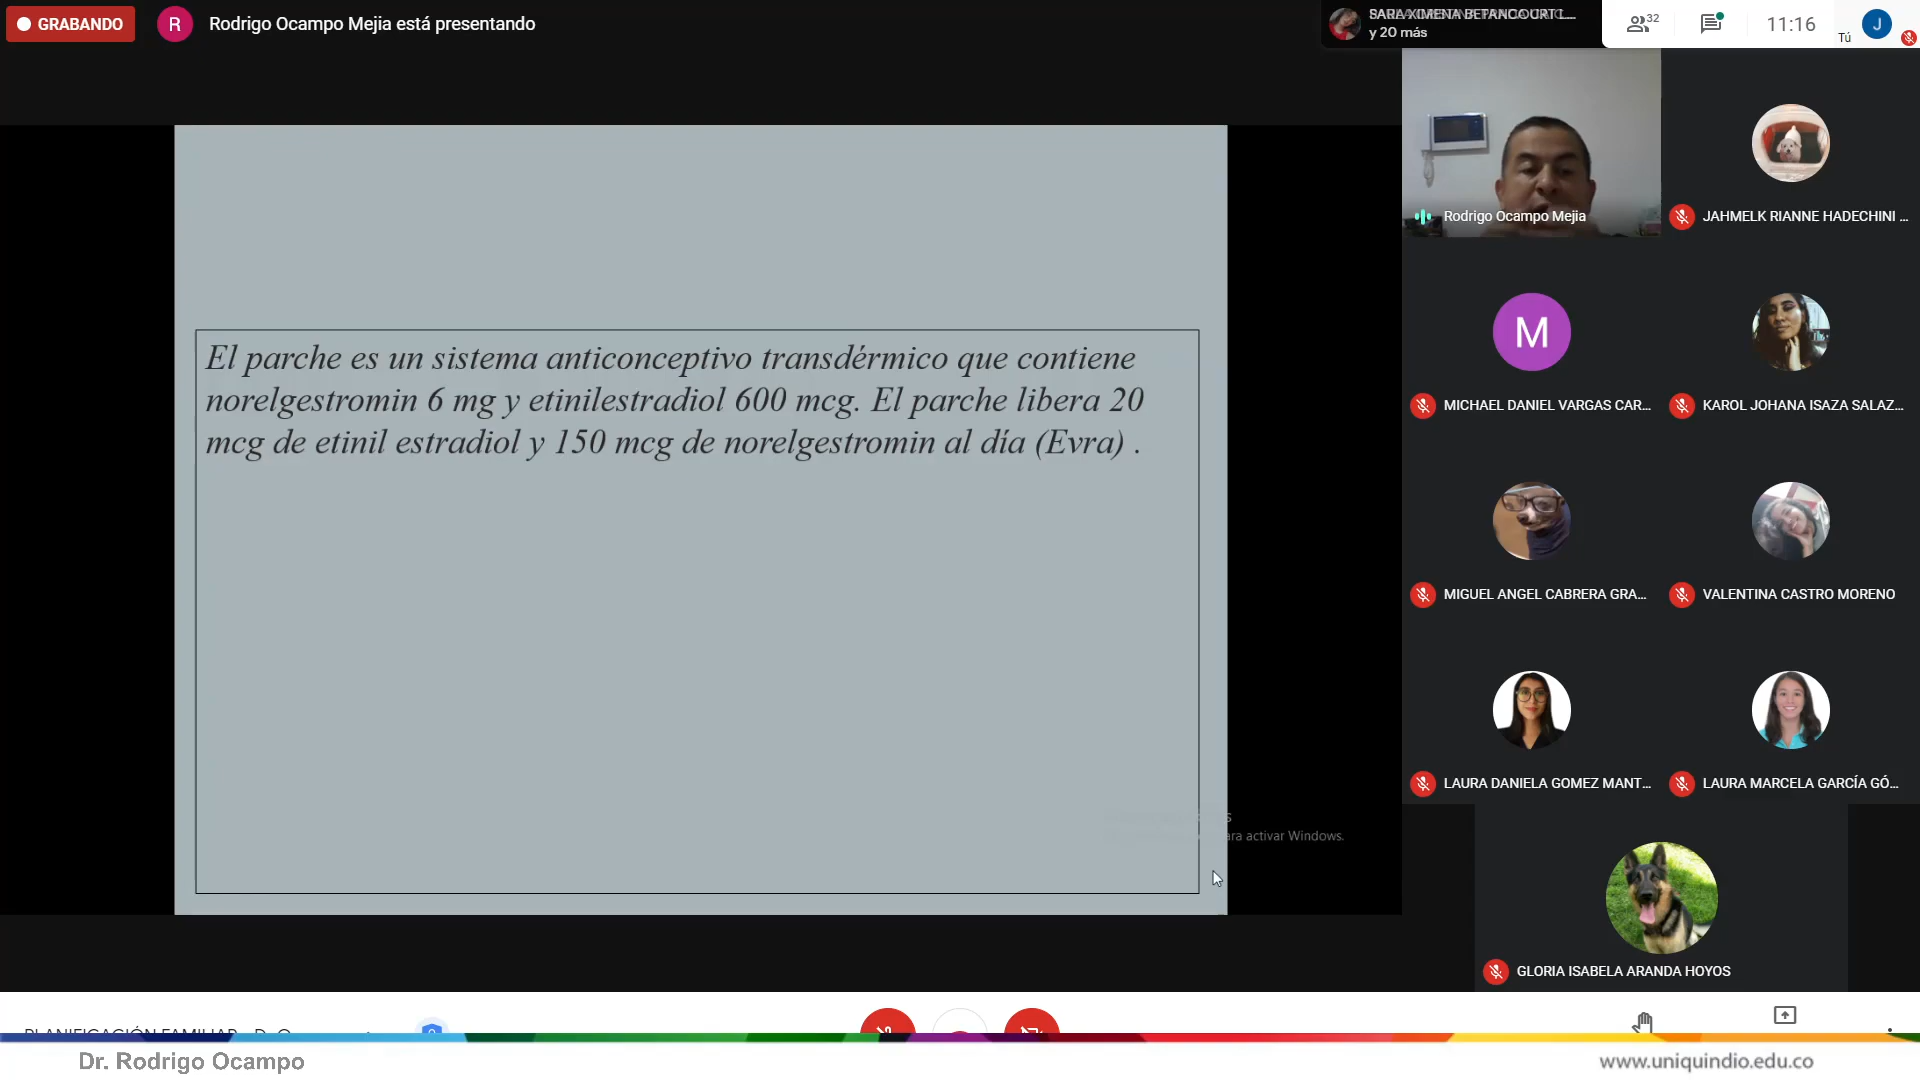 GRABANDO
R
Rodrigo Ocampo Mejia está presentando
SARA XIMENA BETANCOURT L...
y 20 más
32
11:16
Tú
J
El parche es un sistema anticonceptivo transdérmico que contiene
norelgestromin 6 mg y etinilestradiol 600 mcg. El parche libera 20
mcg de etinil estradiol y 150 mcg de norelgestromin al día (Evra) .
para activar Windows.
Rodrigo Ocampo Mejia
JAHMELK RIANNE HADECHINI ...
M
MICHAEL DANIEL VARGAS CAR...
KAROL JOHANA ISAZA SALAZ...
MIGUEL ANGEL CABRERA GRA...
VALENTINA CASTRO MORENO
LAURA DANIELA GOMEZ MANT...
LAURA MARCELA GARCÍA GÓ...
GLORIA ISABELA ARANDA HOYOS
PLANIFICACIÓN FAMILIAR
Dr. Rodrigo Ocampo
www.uniquindio.edu.co